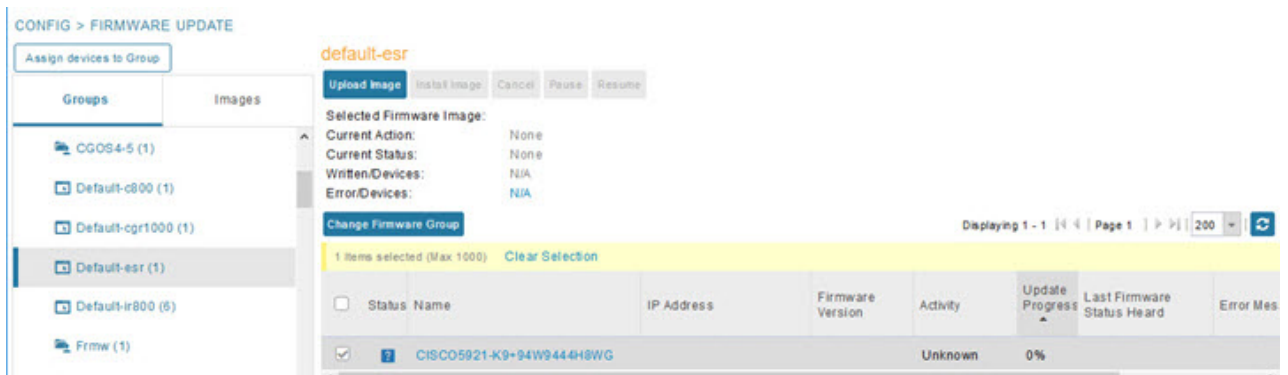 CONFIG > FIRMWARE UPDATE
Assign devices to Group
Groups Images
CGOS4-5 (1)
Default-c800 (1)
Default-cgr1000 (1)
Default-esr (1)
Default-ir800 (6)
Frmw (1)
default-esr
Upload Image Install Image Cancel Pause Resume
Selected Firmware Image:
Current Action: None
Current Status: None
Written/Devices: N/A
Error/Devices: N/A
Change Firmware Group Displaying 1 - 1 | Page 1 | 200
1 Items selected (Max 1000) Clear Selection
Status Name IP Address Firmware Version Activity Update Progress Last Firmware Status Heard Error Mes
? CISCO5921-K9+94W9444H8WG Unknown 0%